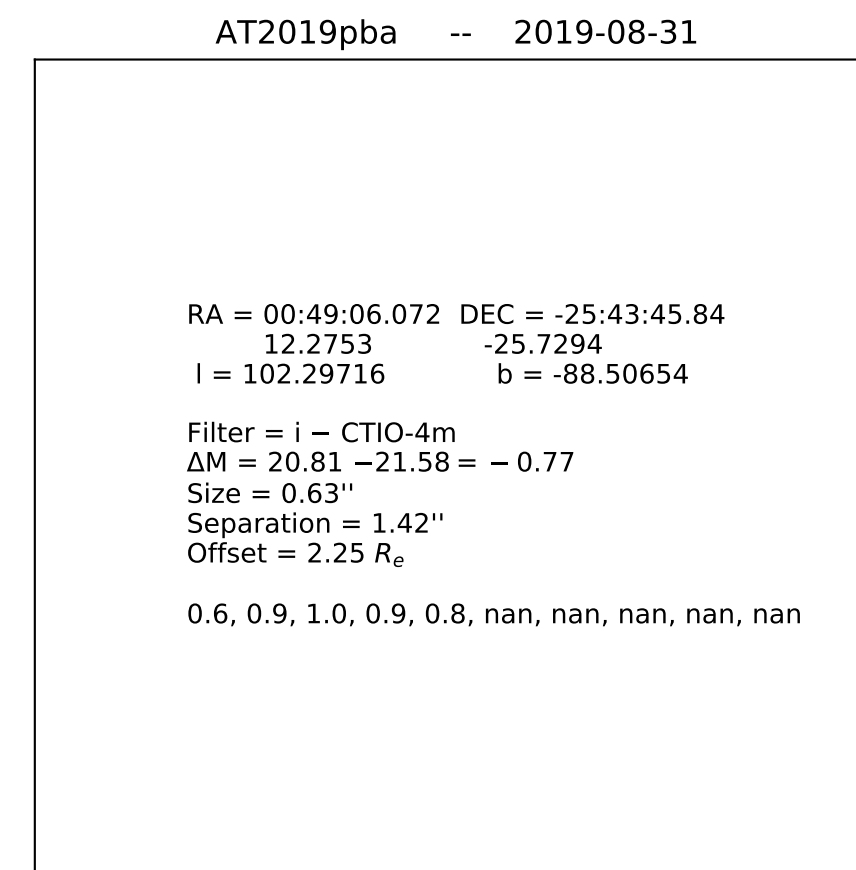 AT2019pba -- 2019-08-31
RA = 00:49:06.072 DEC = -25:43:45.84
12.2753 -25.7294
l = 102.29716 b = -88.50654
Filter = i − CTIO-4m
ΔM = 20.81 −21.58 = − 0.77
Size = 0.63''
Separation = 1.42''
Offset = 2.25 Rₑ
0.6, 0.9, 1.0, 0.9, 0.8, nan, nan, nan, nan, nan